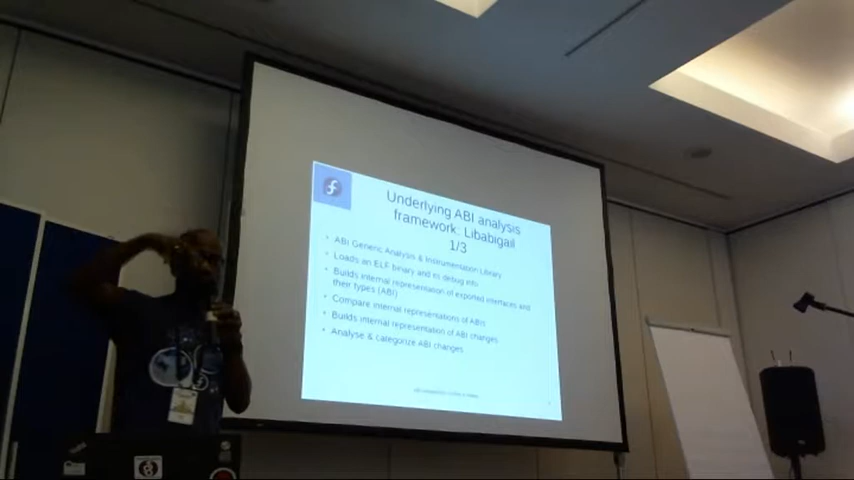 Underlying ABI analysis
framework: Libabigail
1/3
• ABI Generic Analysis & Instrumentation Library
• Loads an ELF binary and its debug info
• Builds internal representation of exported interfaces and
their types (ABI)
• Compare internal representations of ABIs
• Builds internal representation of ABI changes
• Analyse & categorize ABI changes